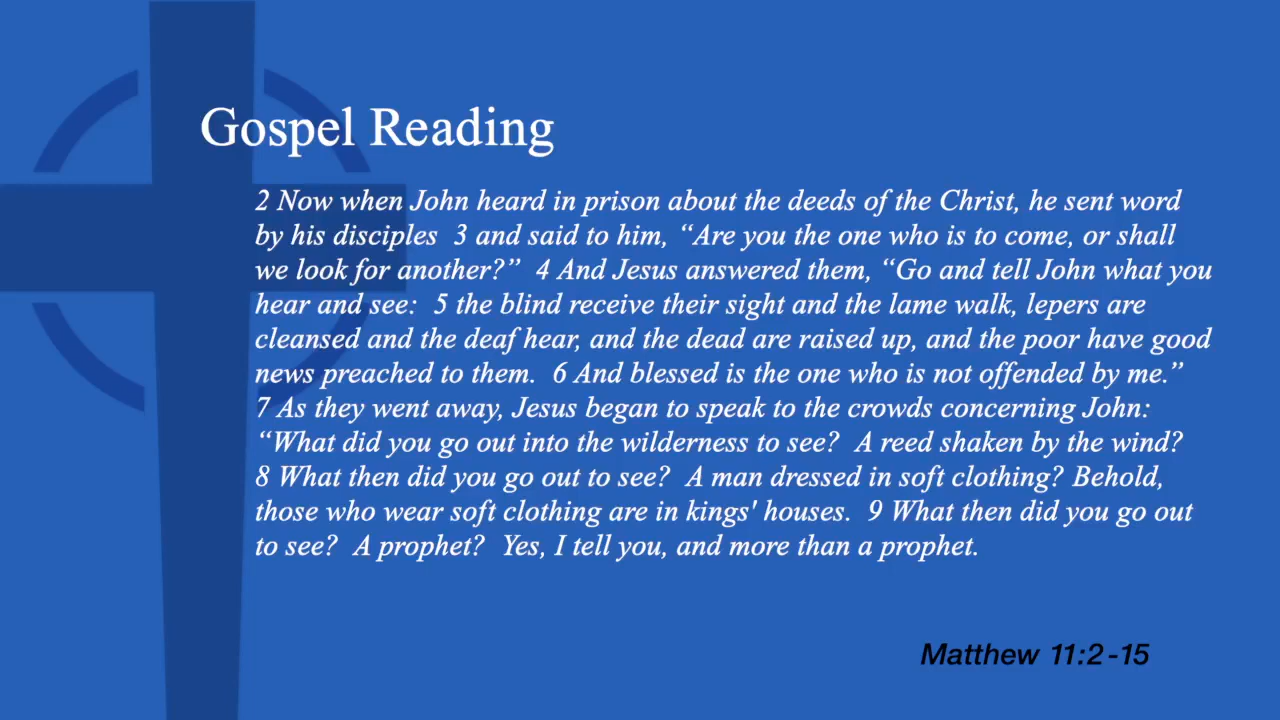 Gospel Reading
2 Now when John heard in prison about the deeds of the Christ, he sent word
by his disciples  3 and said to him, “Are you the one who is to come, or shall
we look for another?”  4 And Jesus answered them, “Go and tell John what you
hear and see:  5 the blind receive their sight and the lame walk, lepers are
cleansed and the deaf hear, and the dead are raised up, and the poor have good
news preached to them.  6 And blessed is the one who is not offended by me.”
7 As they went away, Jesus began to speak to the crowds concerning John:
“What did you go out into the wilderness to see?  A reed shaken by the wind?
8 What then did you go out to see?  A man dressed in soft clothing? Behold,
those who wear soft clothing are in kings' houses.  9 What then did you go out
to see?  A prophet?  Yes, I tell you, and more than a prophet.
Matthew 11:2-15